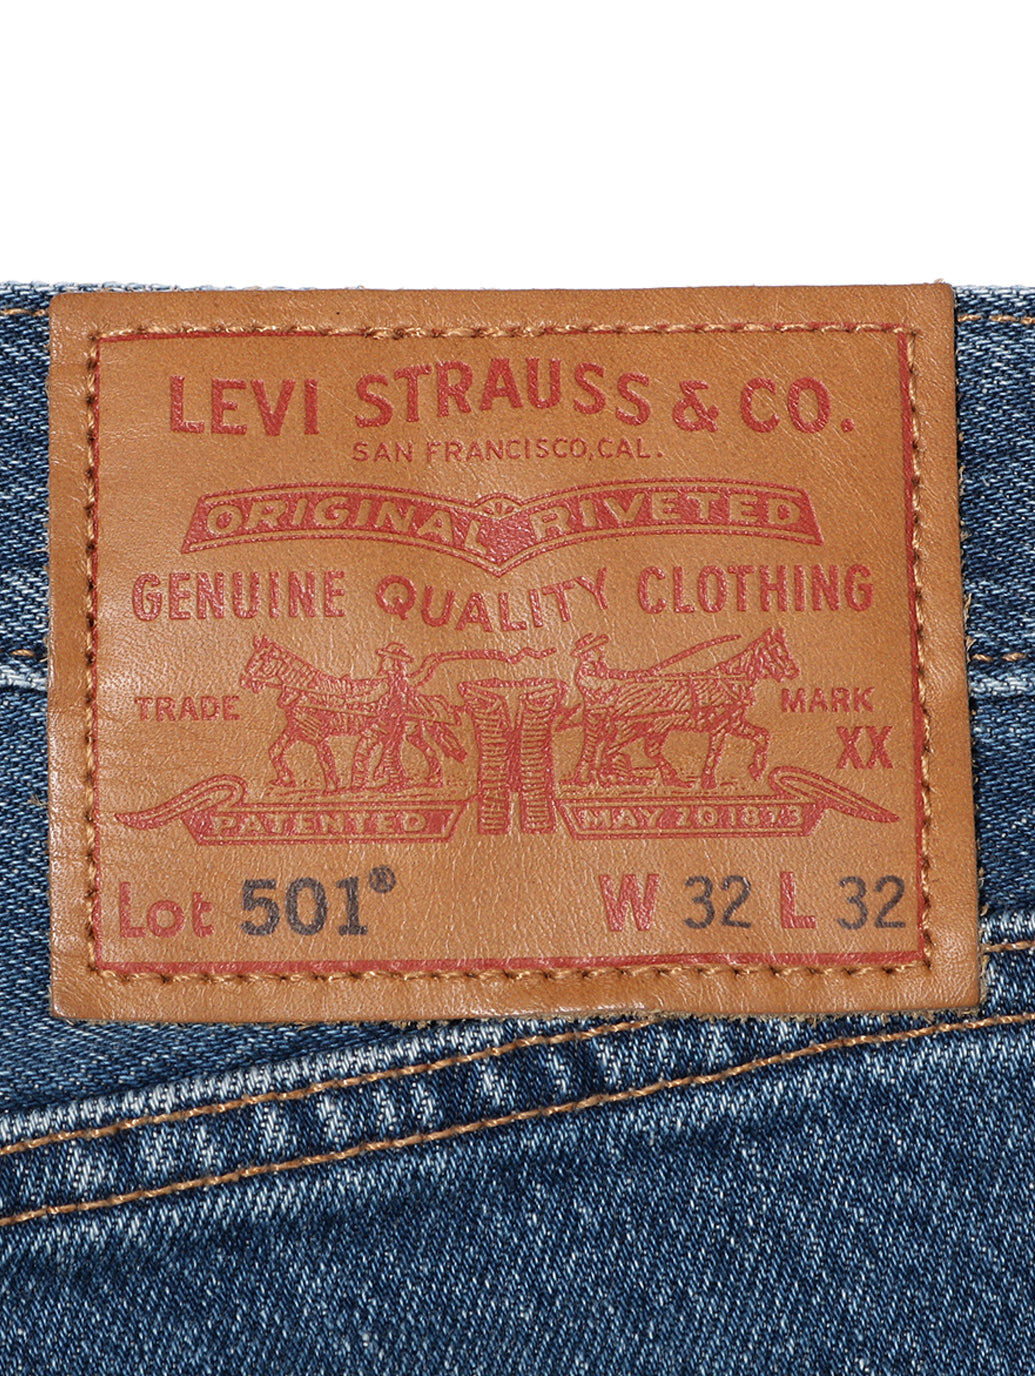 LEVI STRAUSS & CO.
SAN FRANCISCO, CAL.
ORIGINAL RIVETED
GENUINE QUALITY CLOTHING
TRADE MARK
XX
PATENTED MAY 20 1873
Lot 501® W 32 L 32